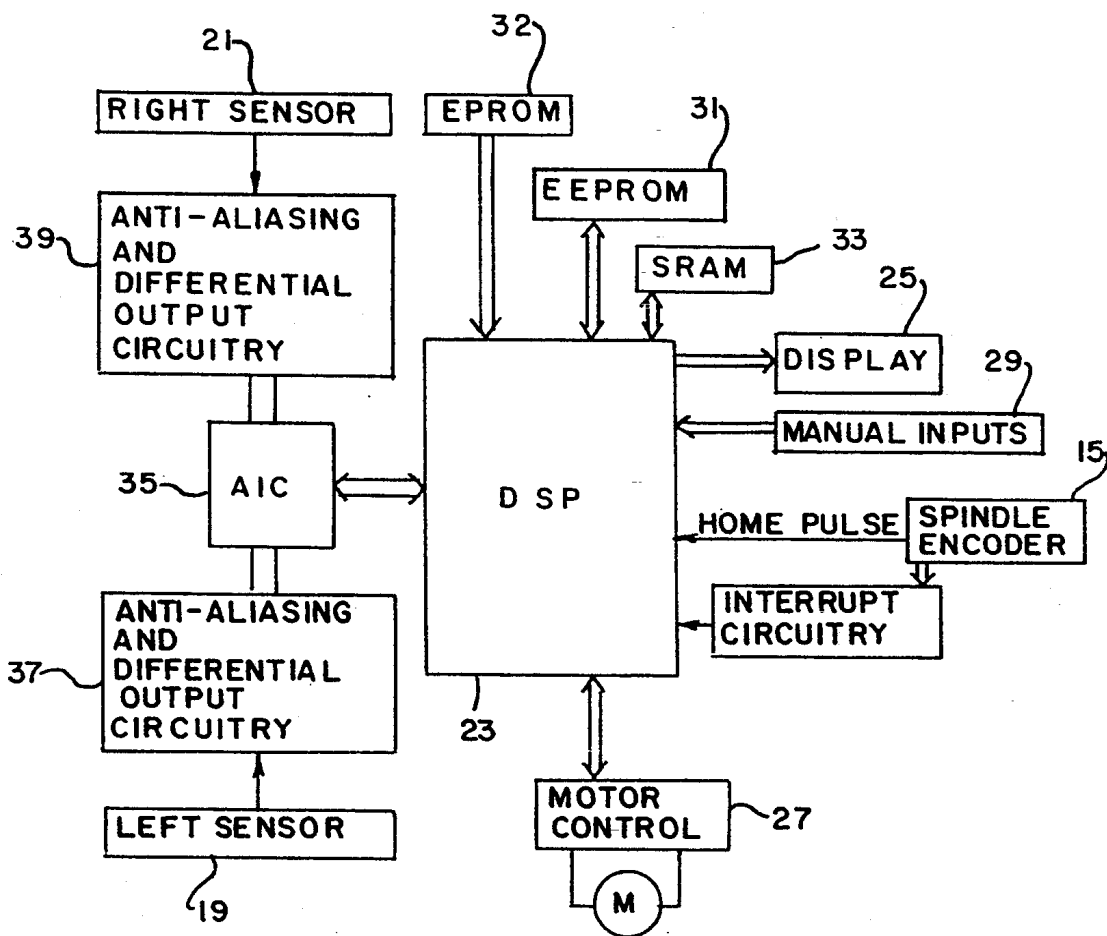 32
21
RIGHT SENSOR
EPROM
31
EEPROM
39
ANTI-ALIASING
AND
DIFFERENTIAL
OUTPUT
CIRCUITRY
33
SRAM
25
DISPLAY
29
MANUAL INPUTS
35
AIC
DSP
15
HOME PULSE
SPINDLE
ENCODER
INTERRUPT
CIRCUITRY
37
ANTI-ALIASING
AND
DIFFERENTIAL
OUTPUT
CIRCUITRY
23
LEFT SENSOR
19
MOTOR
CONTROL
27
M